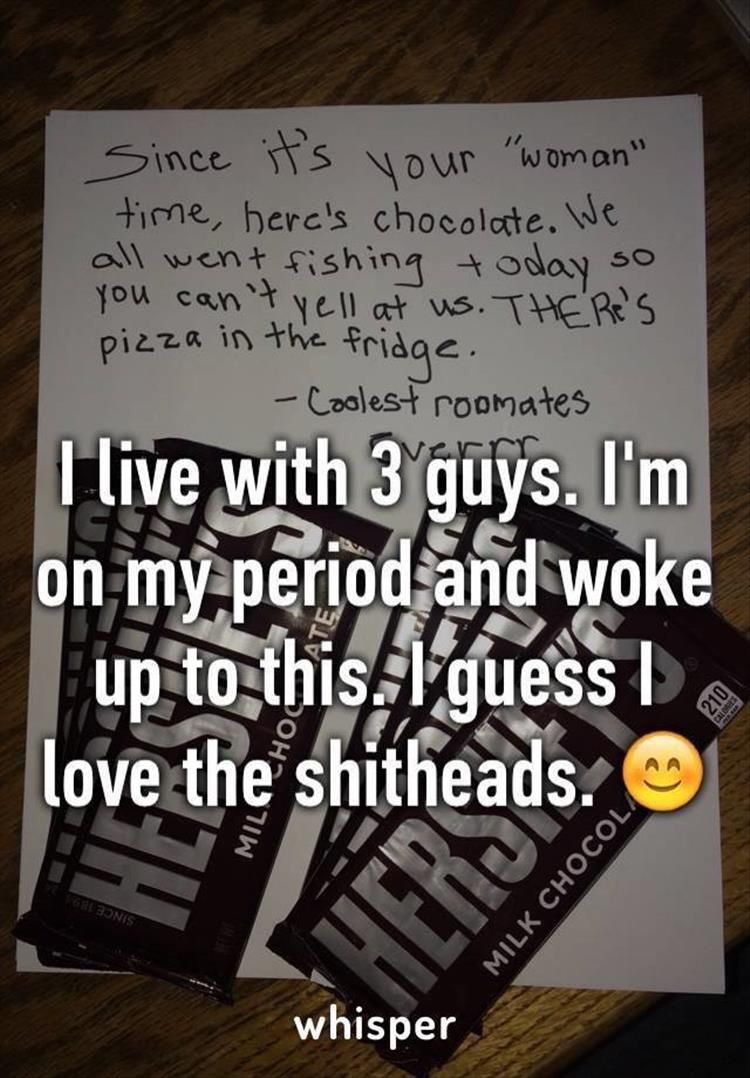 Since it's your "woman"
time, here's chocolate. We
all went fishing today so
you can't yell at us. THERe's
pizza in the fridge.
- Coolest roomates
Everrr
I live with 3 guys. I'm
on my period and woke
up to this. I guess I
love the shitheads. 😊
HERSHEY'S
MILK CHOCOLATE
SINCE 1894
HERSHEY'S
MILK CHOCOL
210
CALORIES
whisper